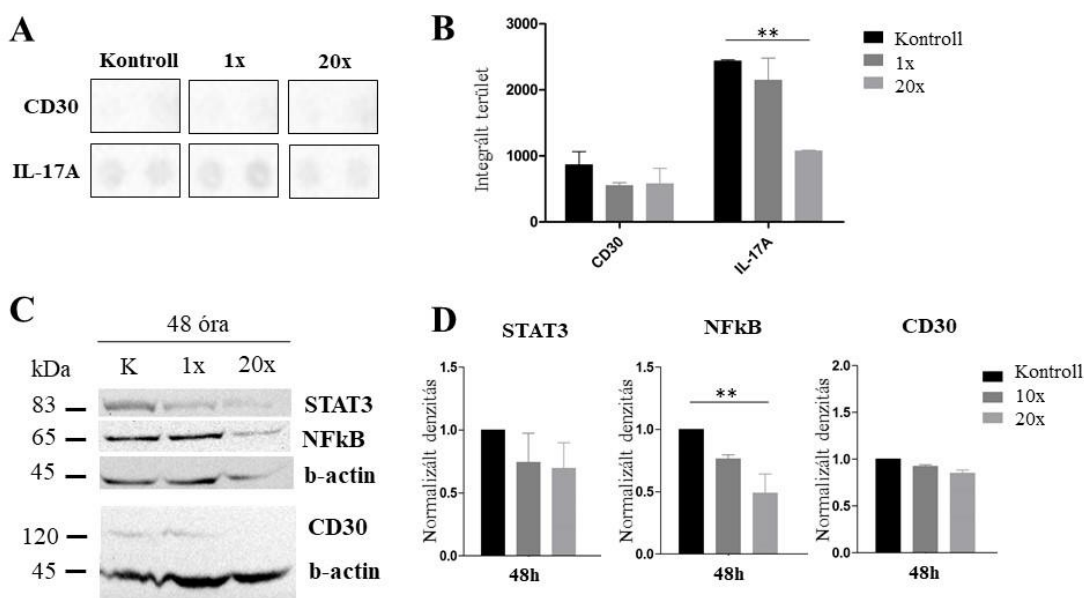 A
Kontroll 1x 20x
CD30
IL-17A
B
Integrált terület
3000
2000
1000
0
**
CD30 IL-17A
Kontroll
1x
20x
C
48 óra
kDa K 1x 20x
83 STAT3
65 NFkB
45 b-actin
120 CD30
45 b-actin
D
STAT3
Normalizált denzitás
1.5
1.0
0.5
0.0
48h
NFkB
Normalizált denzitás
1.5
1.0
0.5
0.0
**
48h
CD30
Normalizált denzitás
2.0
1.5
1.0
0.5
0.0
48h
Kontroll
10x
20x